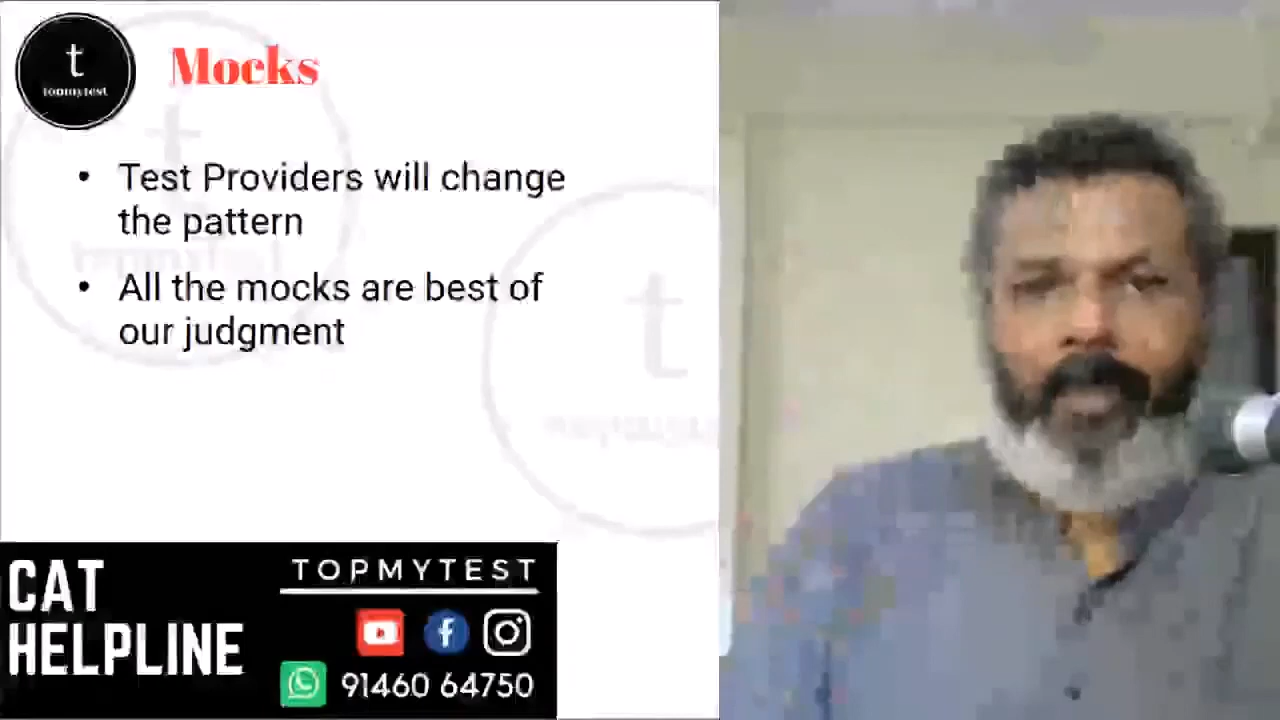 t
topmytest
Mocks
• Test Providers will change
the pattern
• All the mocks are best of
our judgment
CAT
HELPLINE
TOPMYTEST
91460 64750